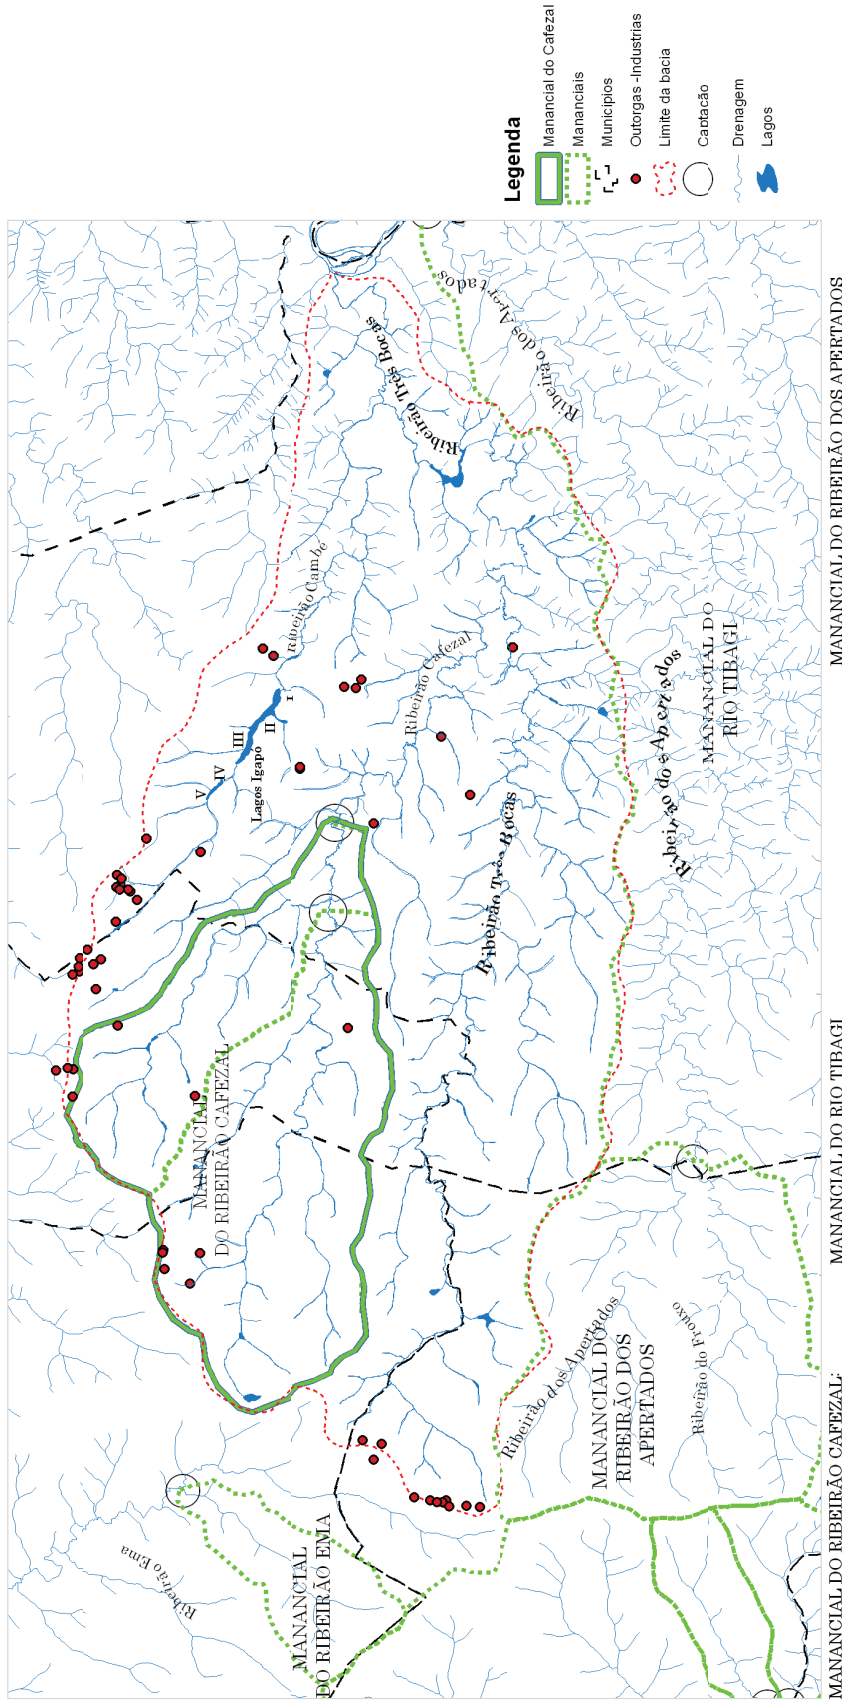 Legenda
Manancial do Cafezal
Mananciais
Municipios
Outorgas -Industrias
Limite da bacia
Captacão
Drenagem
Lagos
Ribeirão Ema
MANANCIAL
DO RIBEIRÃO EMA
MANANCIAL
DO RIBEIRÃO CAFEZAL
V
IV
III
II
I
Lagos Igapó
Ribeirão Cambé
Ribeirão Três Bocas
Ribeirão Cafezal
Ribeirão Três Bocas
Ribeirão dos Apertados
Ribeirão dos Apertados
MANANCIAL DO
RIBEIRÃO DOS
APERTADOS
Ribeirão do Frouxo
Ribeirão dos Apertados
MANANCIAL DO
RIO TIBAGI
MANANCIAL DO RIBEIRÃO CAFEZAL:
MANANCIAL DO RIO TIBAGI
MANANCIAL DO RIBEIRÃO DOS APERTADOS